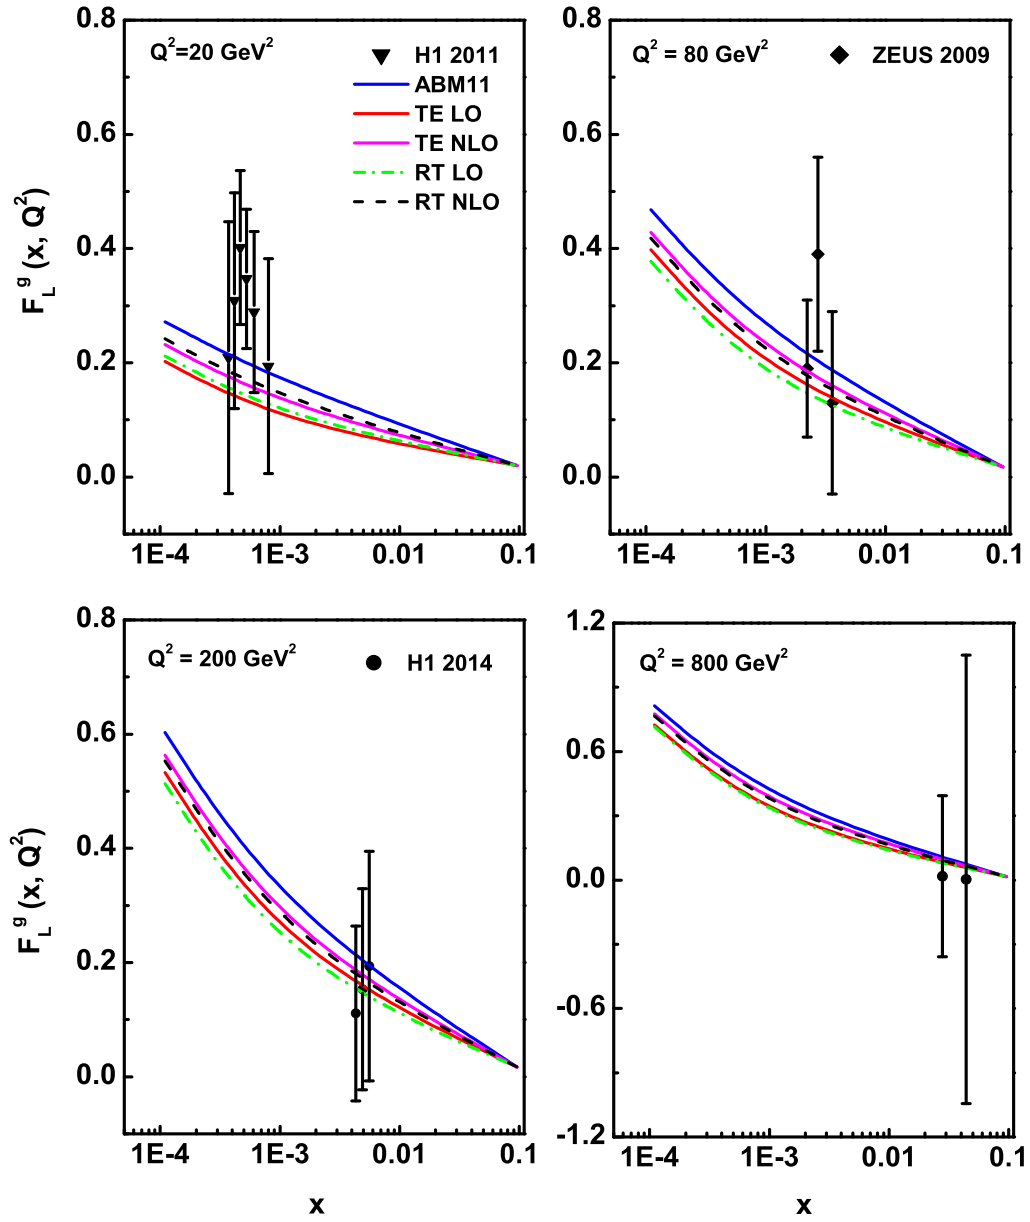 0.8
Q²=20 GeV²
H1 2011
ABM11
TE LO
TE NLO
RT LO
RT NLO
0.6
0.4
0.2
0.0
F_L^g (x, Q²)
1E-4 1E-3 0.01 0.1
0.8
Q² = 80 GeV²
ZEUS 2009
0.6
0.4
0.2
0.0
1E-4 1E-3 0.01 0.1
0.8
Q² = 200 GeV²
H1 2014
0.6
0.4
0.2
0.0
F_L^g (x, Q²)
1E-4 1E-3 0.01 0.1
x
1.2
Q² = 800 GeV²
0.6
0.0
-0.6
-1.2
1E-4 1E-3 0.01 0.1
x